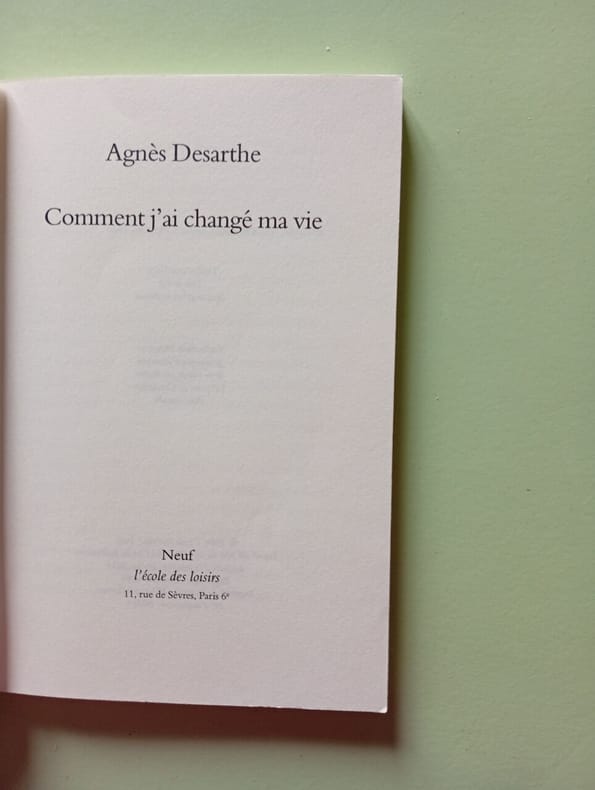 Agnès Desarthe
Comment j'ai changé ma vie
Neuf
l'école des loisirs
11, rue de Sèvres, Paris 6e